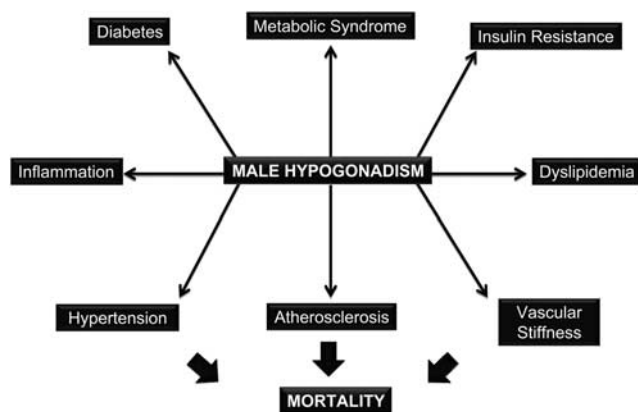 Metabolic Syndrome
Diabetes
Insulin Resistance
Inflammation
MALE HYPOGONADISM
Dyslipidemia
Hypertension
Atherosclerosis
Vascular
Stiffness
MORTALITY